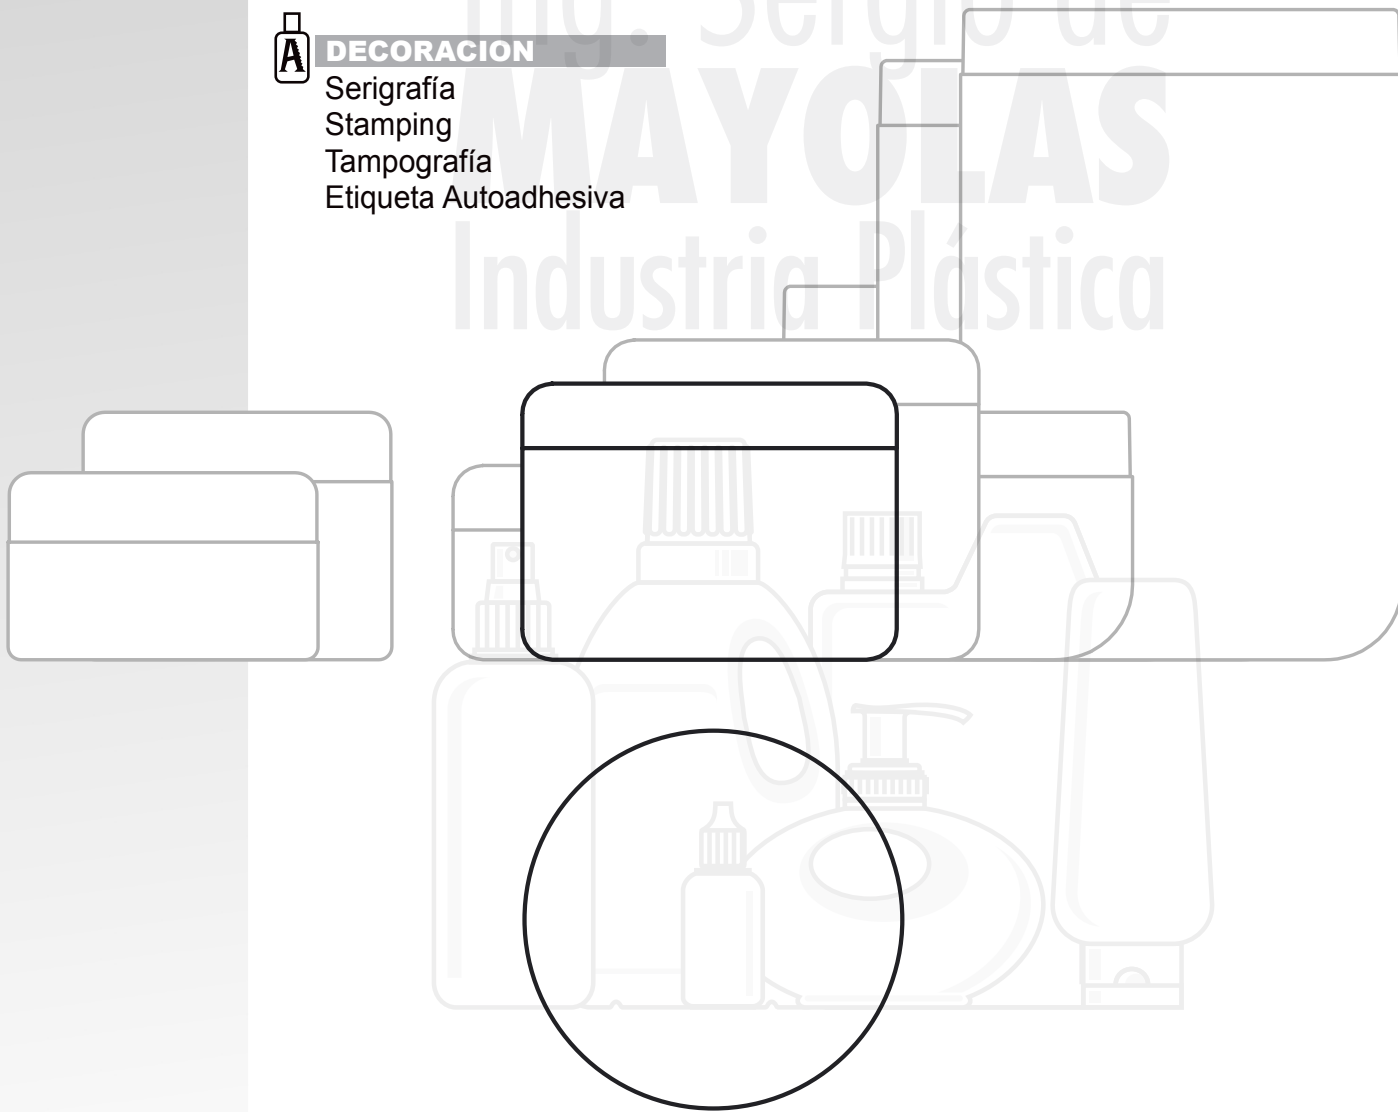 Ing. Sergio de
MAYOLAS
Industria Plástica
A
DECORACION
Serigrafía
Stamping
Tampografía
Etiqueta Autoadhesiva